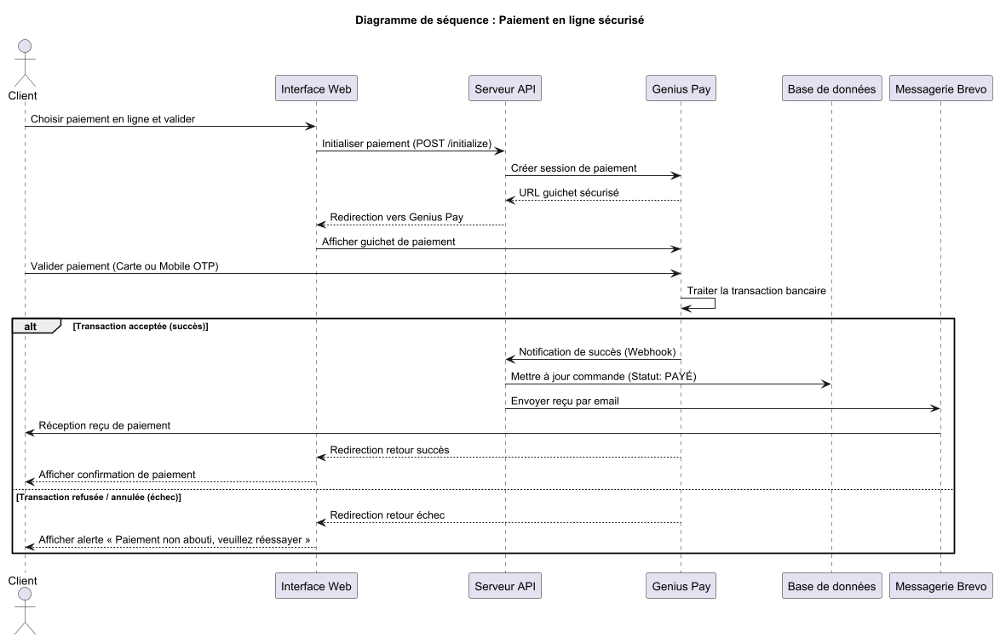 Diagramme de séquence : Paiement en ligne sécurisé
Client
Interface Web
Serveur API
Genius Pay
Base de données
Messagerie Brevo
Choisir paiement en ligne et valider
Initialiser paiement (POST /initialize)
Créer session de paiement
URL guichet sécurisé
Redirection vers Genius Pay
Afficher guichet de paiement
Valider paiement (Carte ou Mobile OTP)
Traiter la transaction bancaire
alt
[Transaction acceptée (succès)]
Notification de succès (Webhook)
Mettre à jour commande (Statut: PAYÉ)
Envoyer reçu par email
Réception reçu de paiement
Redirection retour succès
Afficher confirmation de paiement
[Transaction refusée / annulée (échec)]
Redirection retour échec
Afficher alerte « Paiement non abouti, veuillez réessayer »
Client
Interface Web
Serveur API
Genius Pay
Base de données
Messagerie Brevo